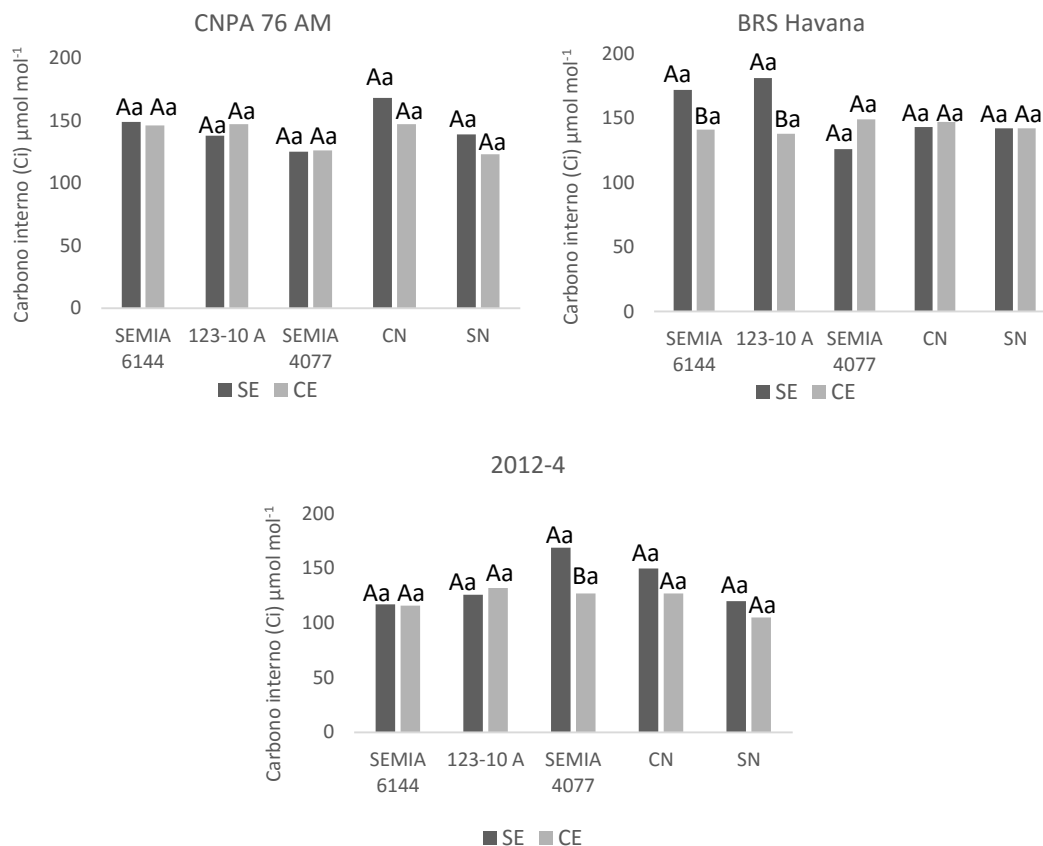 CNPA 76 AM
Carbono interno (Ci) µmol mol⁻¹
200
150
100
50
0
Aa Aa
Aa Aa
Aa Aa
Aa Aa
Aa Aa
SEMIA 6144
123-10 A
SEMIA 4077
CN
SN
SE CE
BRS Havana
Carbono interno (Ci) µmol mol⁻¹
200
150
100
50
0
Aa Ba
Aa Ba
Aa Aa
Aa Aa
Aa Aa
SEMIA 6144
123-10 A
SEMIA 4077
CN
SN
SE CE
2012-4
Carbono interno (Ci) µmol mol⁻¹
200
150
100
50
0
Aa Aa
Aa Aa
Aa Ba
Aa Aa
Aa Aa
SEMIA 6144
123-10 A
SEMIA 4077
CN
SN
SE CE